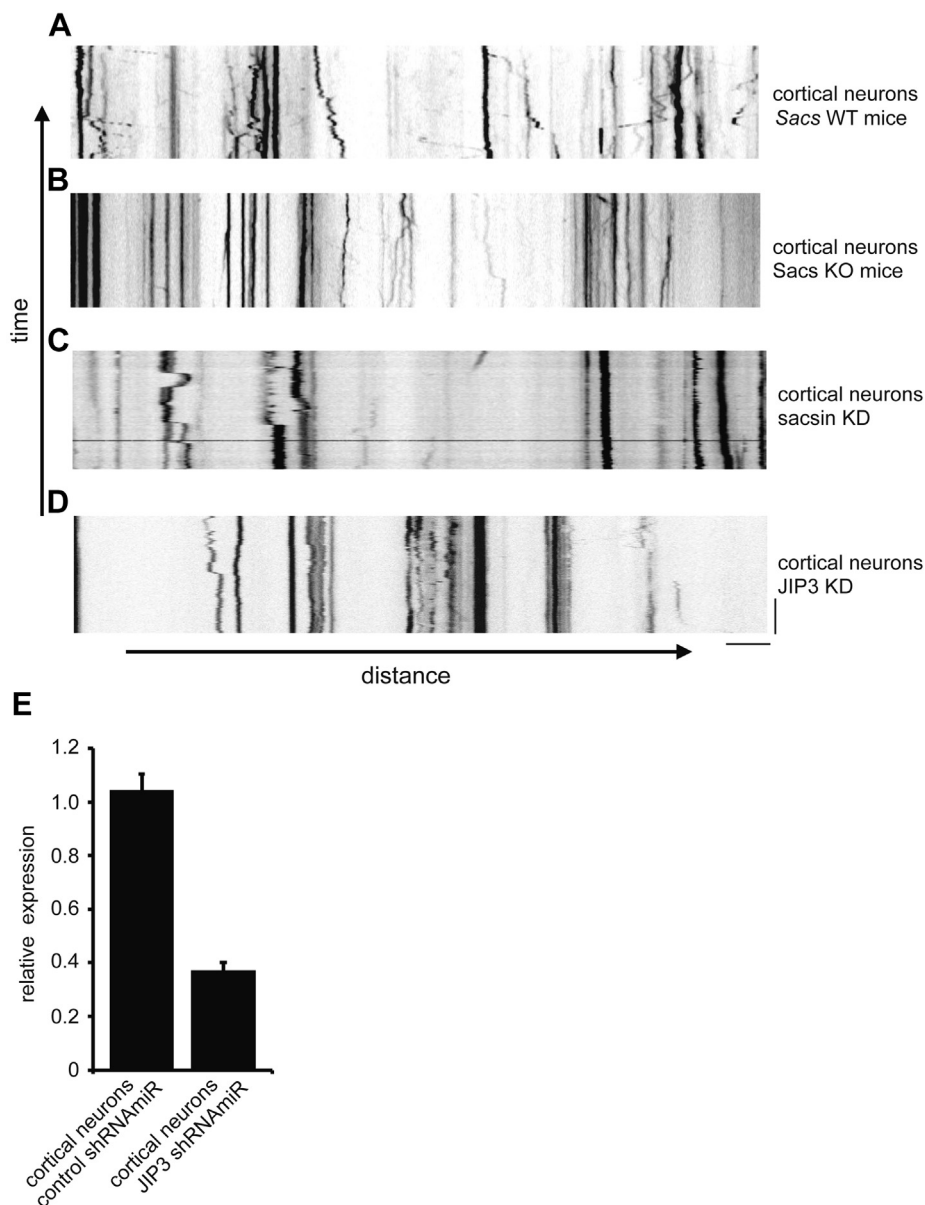 A
cortical neurons
Sacs WT mice
B
cortical neurons
Sacs KO mice
time
C
cortical neurons
sacsin KD
D
cortical neurons
JIP3 KD
distance
E
1.2
1.0
0.8
0.6
0.4
0.2
0
relative expression
cortical neurons
control shRNAmiR
cortical neurons
JIP3 shRNAmiR